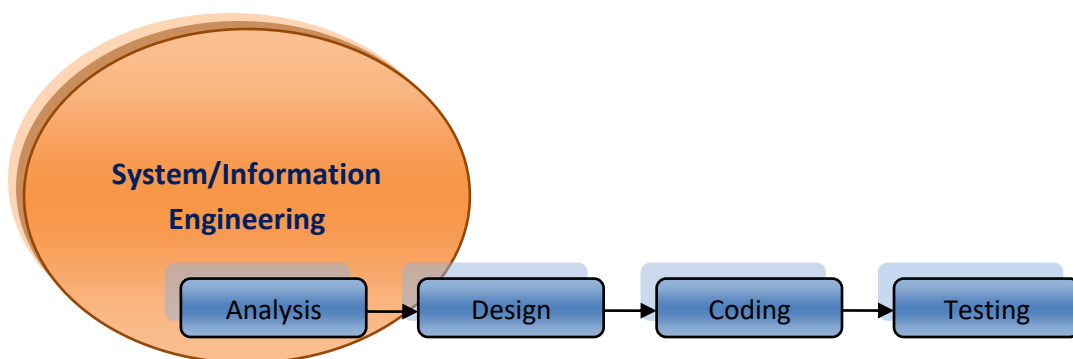 System/Information
Engineering
Analysis
Design
Coding
Testing